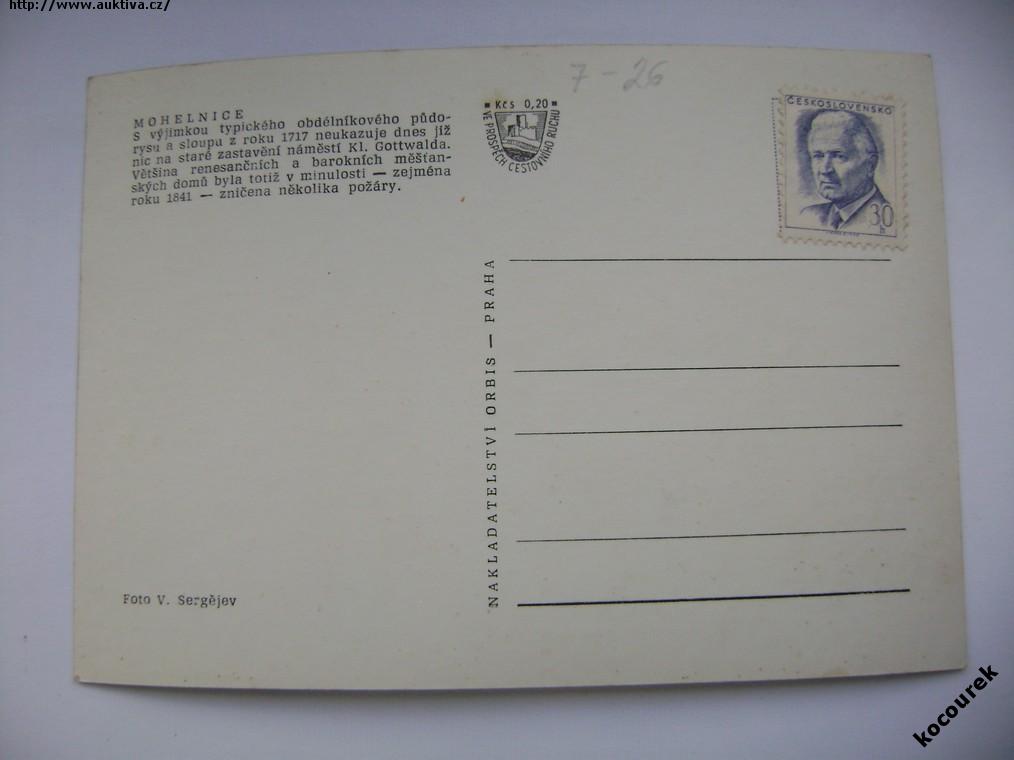 http://www.auktiva.cz/
7 - 26
MOHELNICE
S výjimkou typického obdélníkového půdo-
rysu a sloupu z roku 1717 neukazuje dnes již
nic na staré zastavění náměstí Kl. Gottwalda.
Většina renesančních a barokních měšťan-
ských domů byla totiž v minulosti — zejména
roku 1841 — zničena několika požáry.
Kčs 0,20
VE PROSPĚCH CESTOVNÍHO RUCHU
ČESKOSLOVENSKO
30
h
NAKLADATELSTVÍ ORBIS — PRAHA
Foto V. Sergějev
kocourek